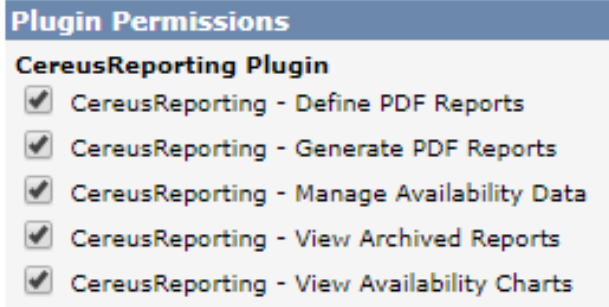 Plugin Permissions
CereusReporting Plugin
CereusReporting - Define PDF Reports
CereusReporting - Generate PDF Reports
CereusReporting - Manage Availability Data
CereusReporting - View Archived Reports
CereusReporting - View Availability Charts